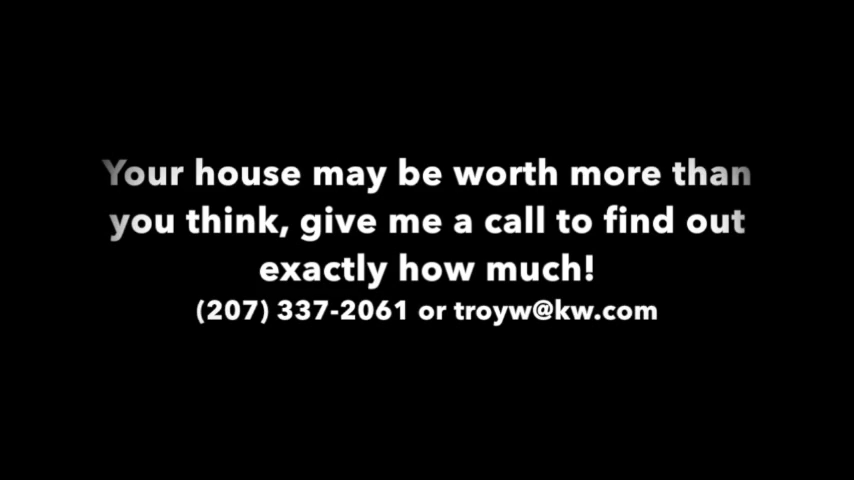 Your house may be worth more than
you think, give me a call to find out
exactly how much!
(207) 337-2061 or troyw@kw.com